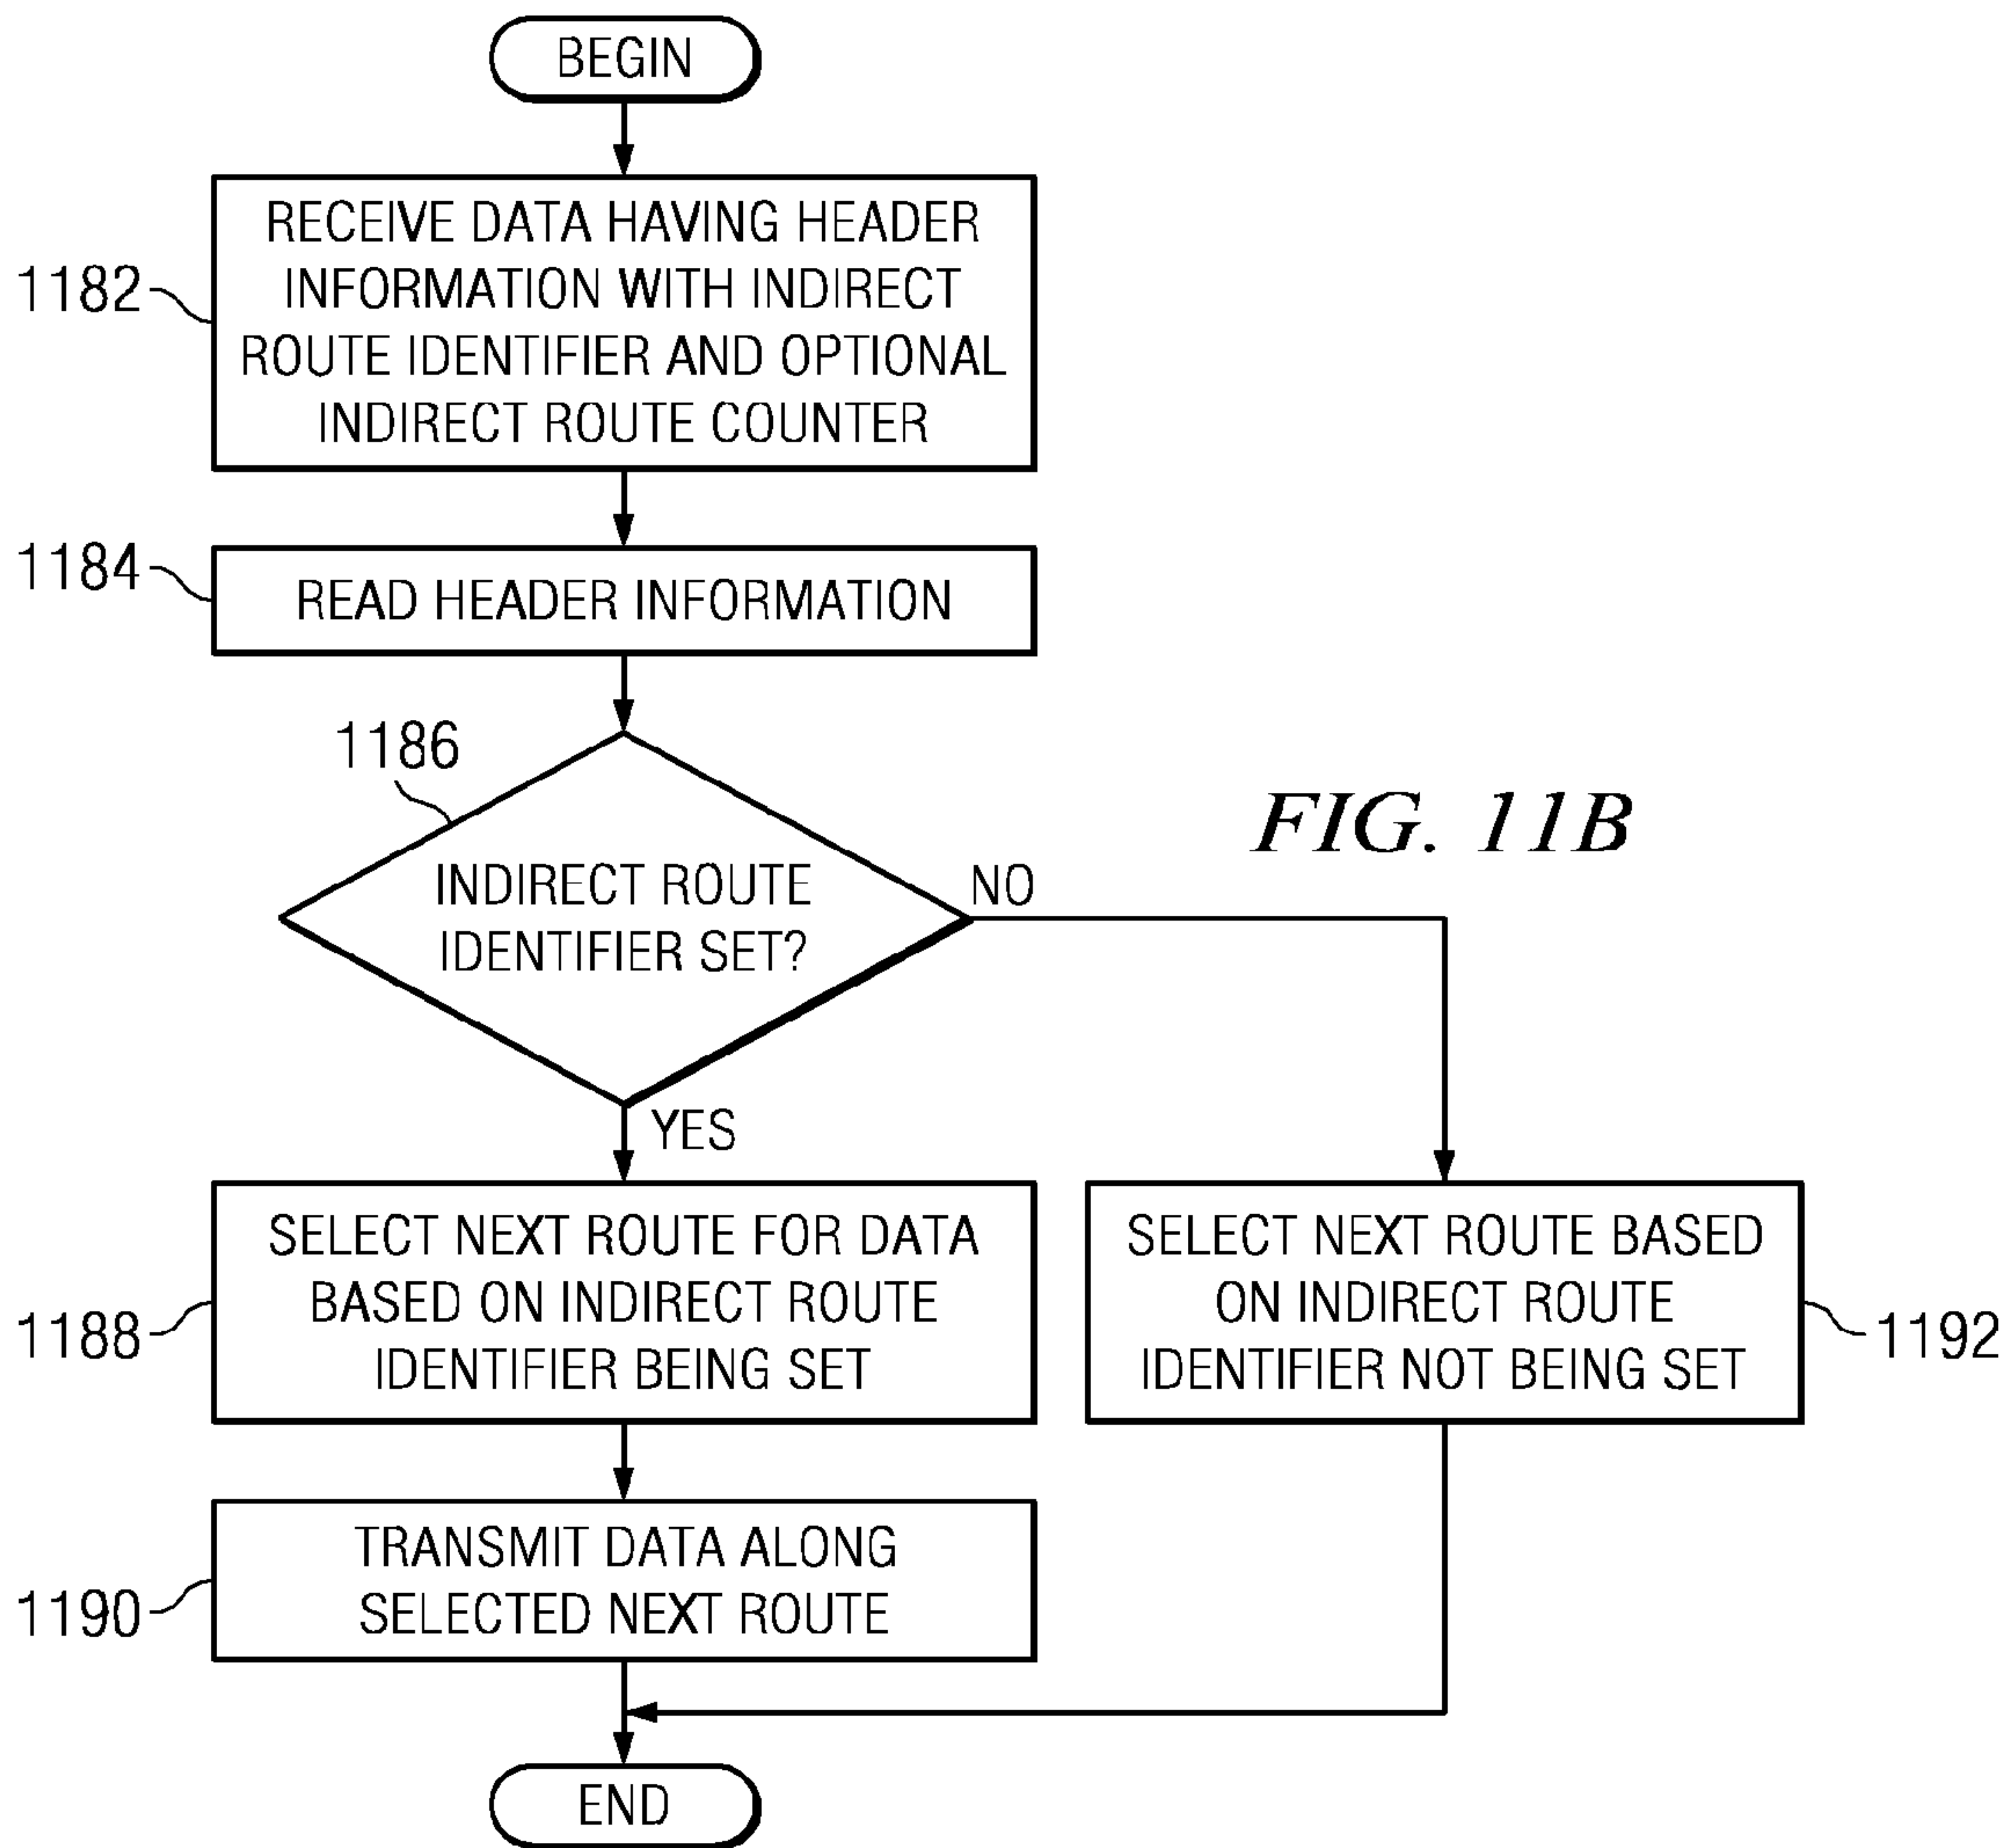 BEGIN
RECEIVE DATA HAVING HEADER
INFORMATION WITH INDIRECT
ROUTE IDENTIFIER AND OPTIONAL
INDIRECT ROUTE COUNTER
1182
1184
READ HEADER INFORMATION
1186
INDIRECT ROUTE
IDENTIFIER SET?
NO
FIG. 11B
YES
SELECT NEXT ROUTE FOR DATA
BASED ON INDIRECT ROUTE
IDENTIFIER BEING SET
1188
SELECT NEXT ROUTE BASED
ON INDIRECT ROUTE
IDENTIFIER NOT BEING SET
1192
TRANSMIT DATA ALONG
SELECTED NEXT ROUTE
1190
END